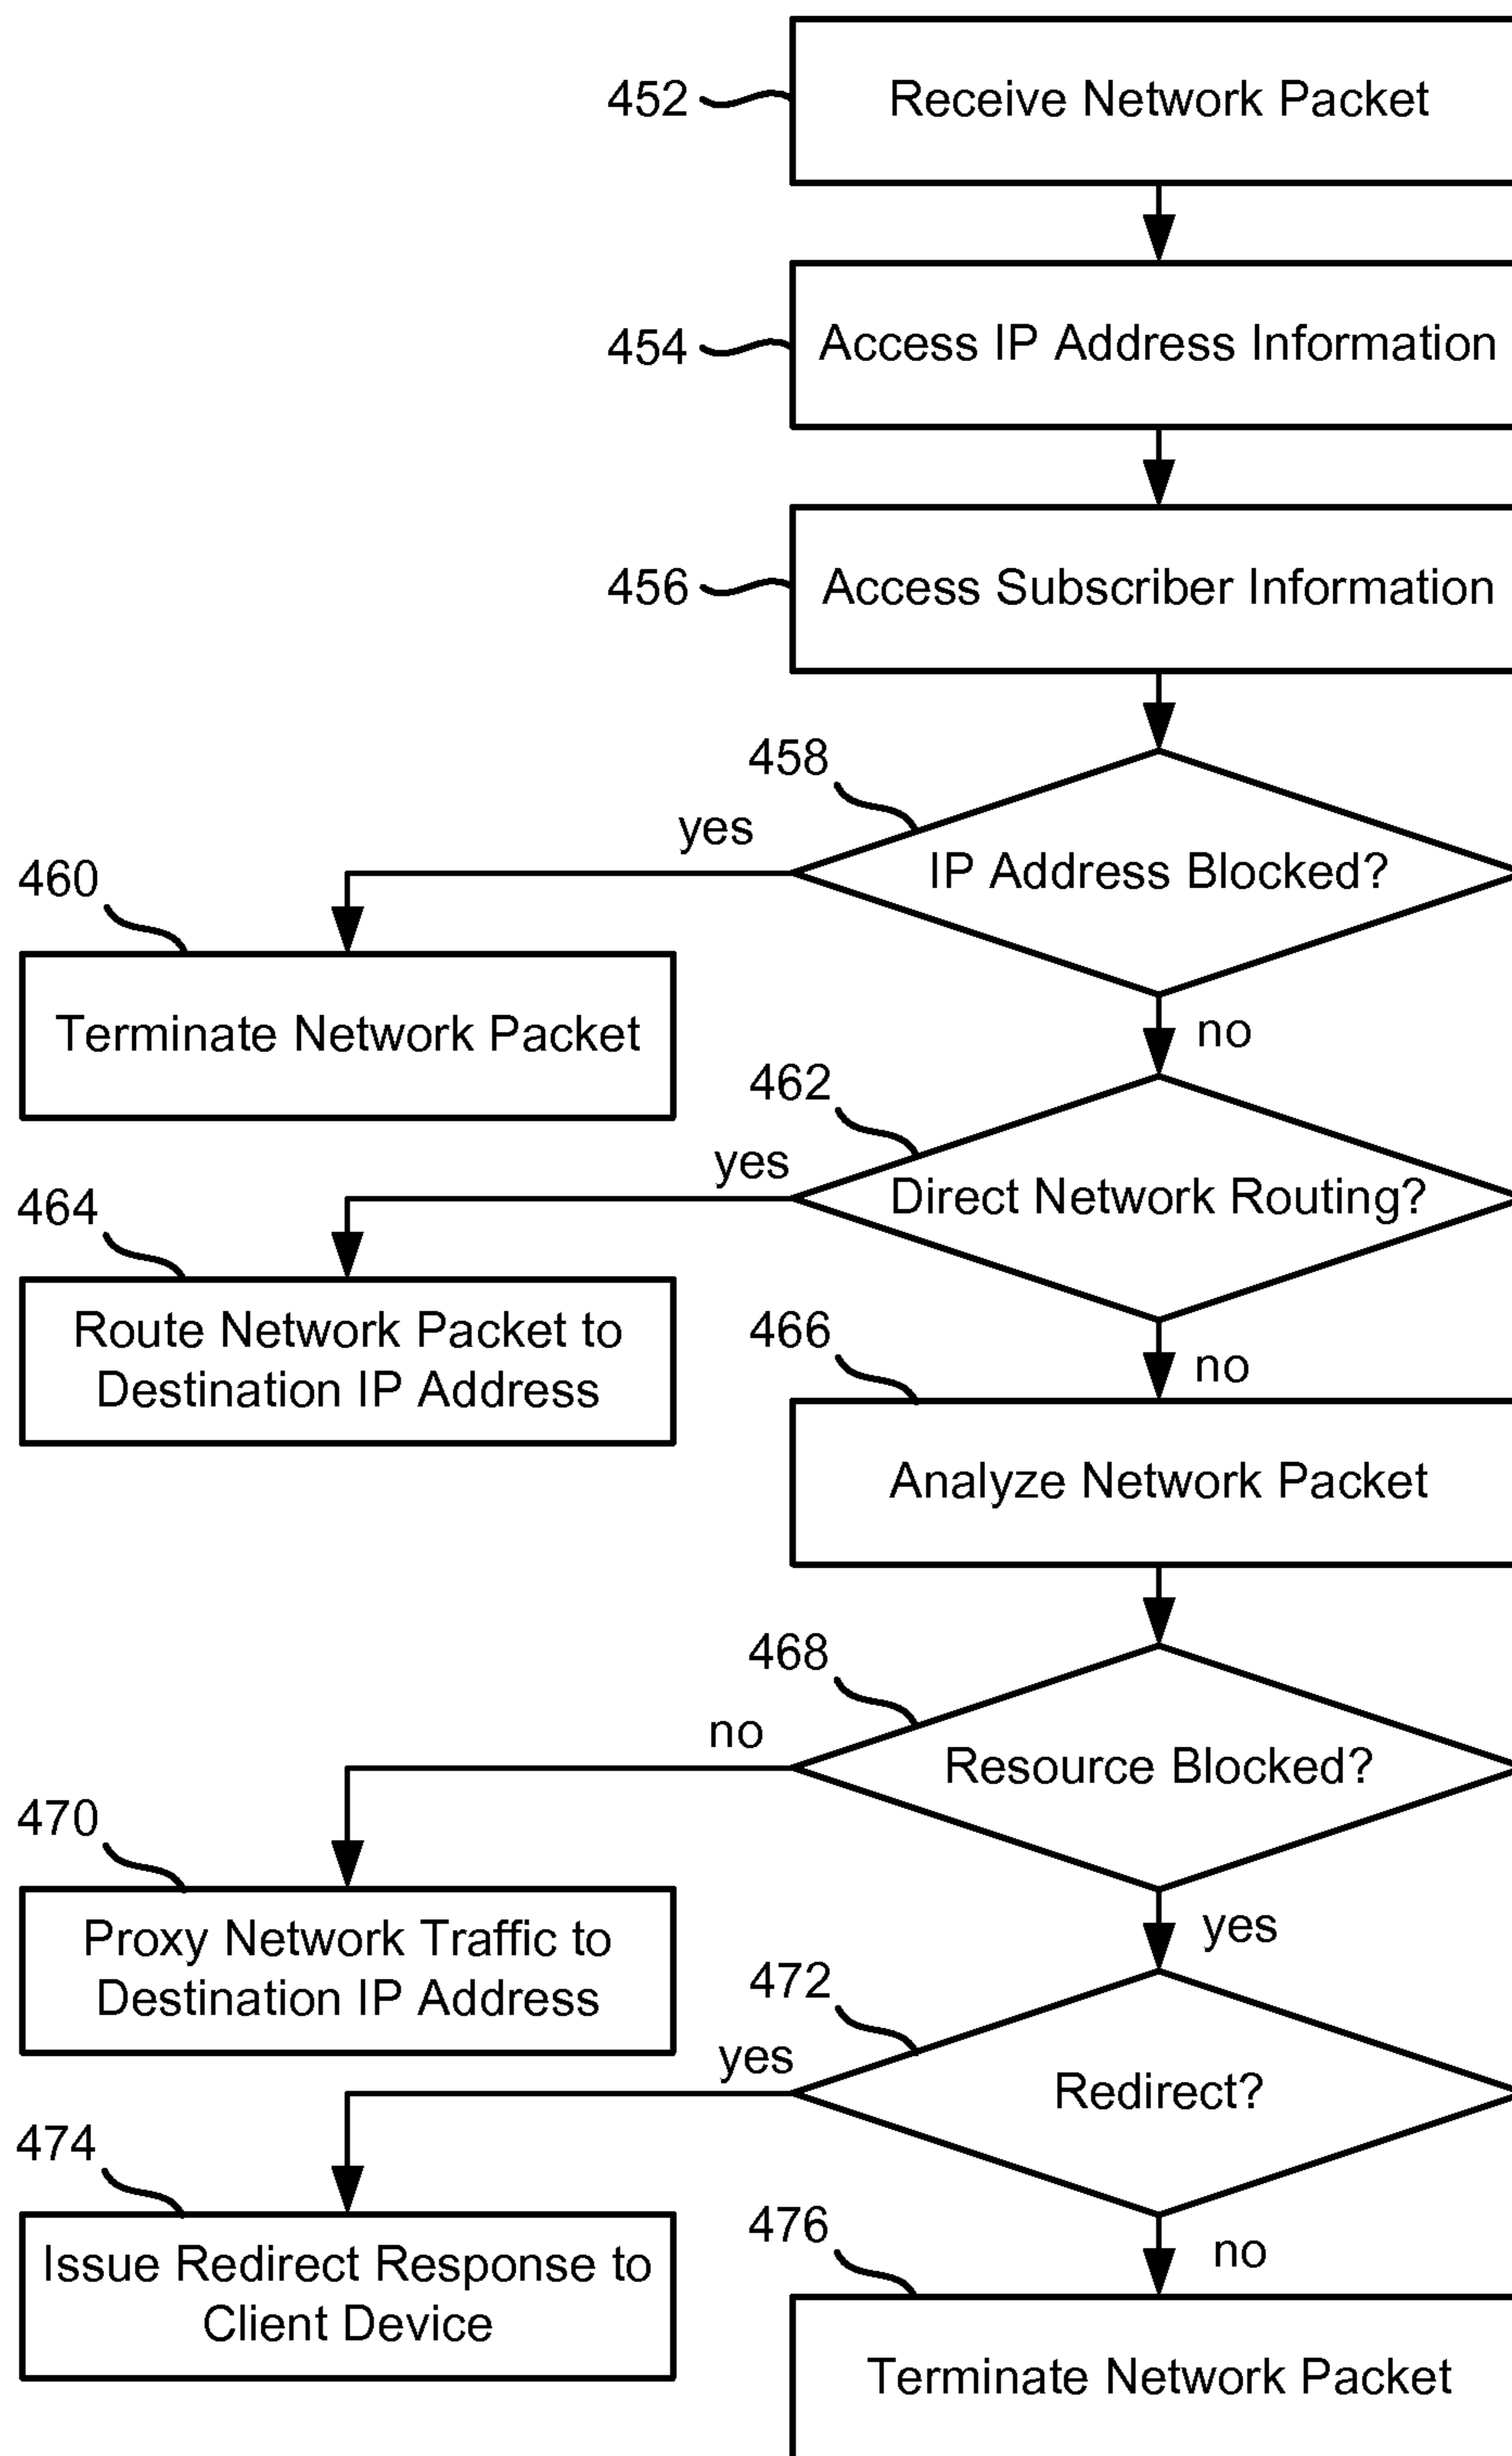 452
Receive Network Packet
454
Access IP Address Information
456
Access Subscriber Information
458
yes
IP Address Blocked?
460
Terminate Network Packet
no
462
yes
Direct Network Routing?
464
Route Network Packet to
Destination IP Address
no
466
Analyze Network Packet
468
no
Resource Blocked?
470
Proxy Network Traffic to
Destination IP Address
yes
472
yes
Redirect?
474
Issue Redirect Response to
Client Device
no
476
Terminate Network Packet